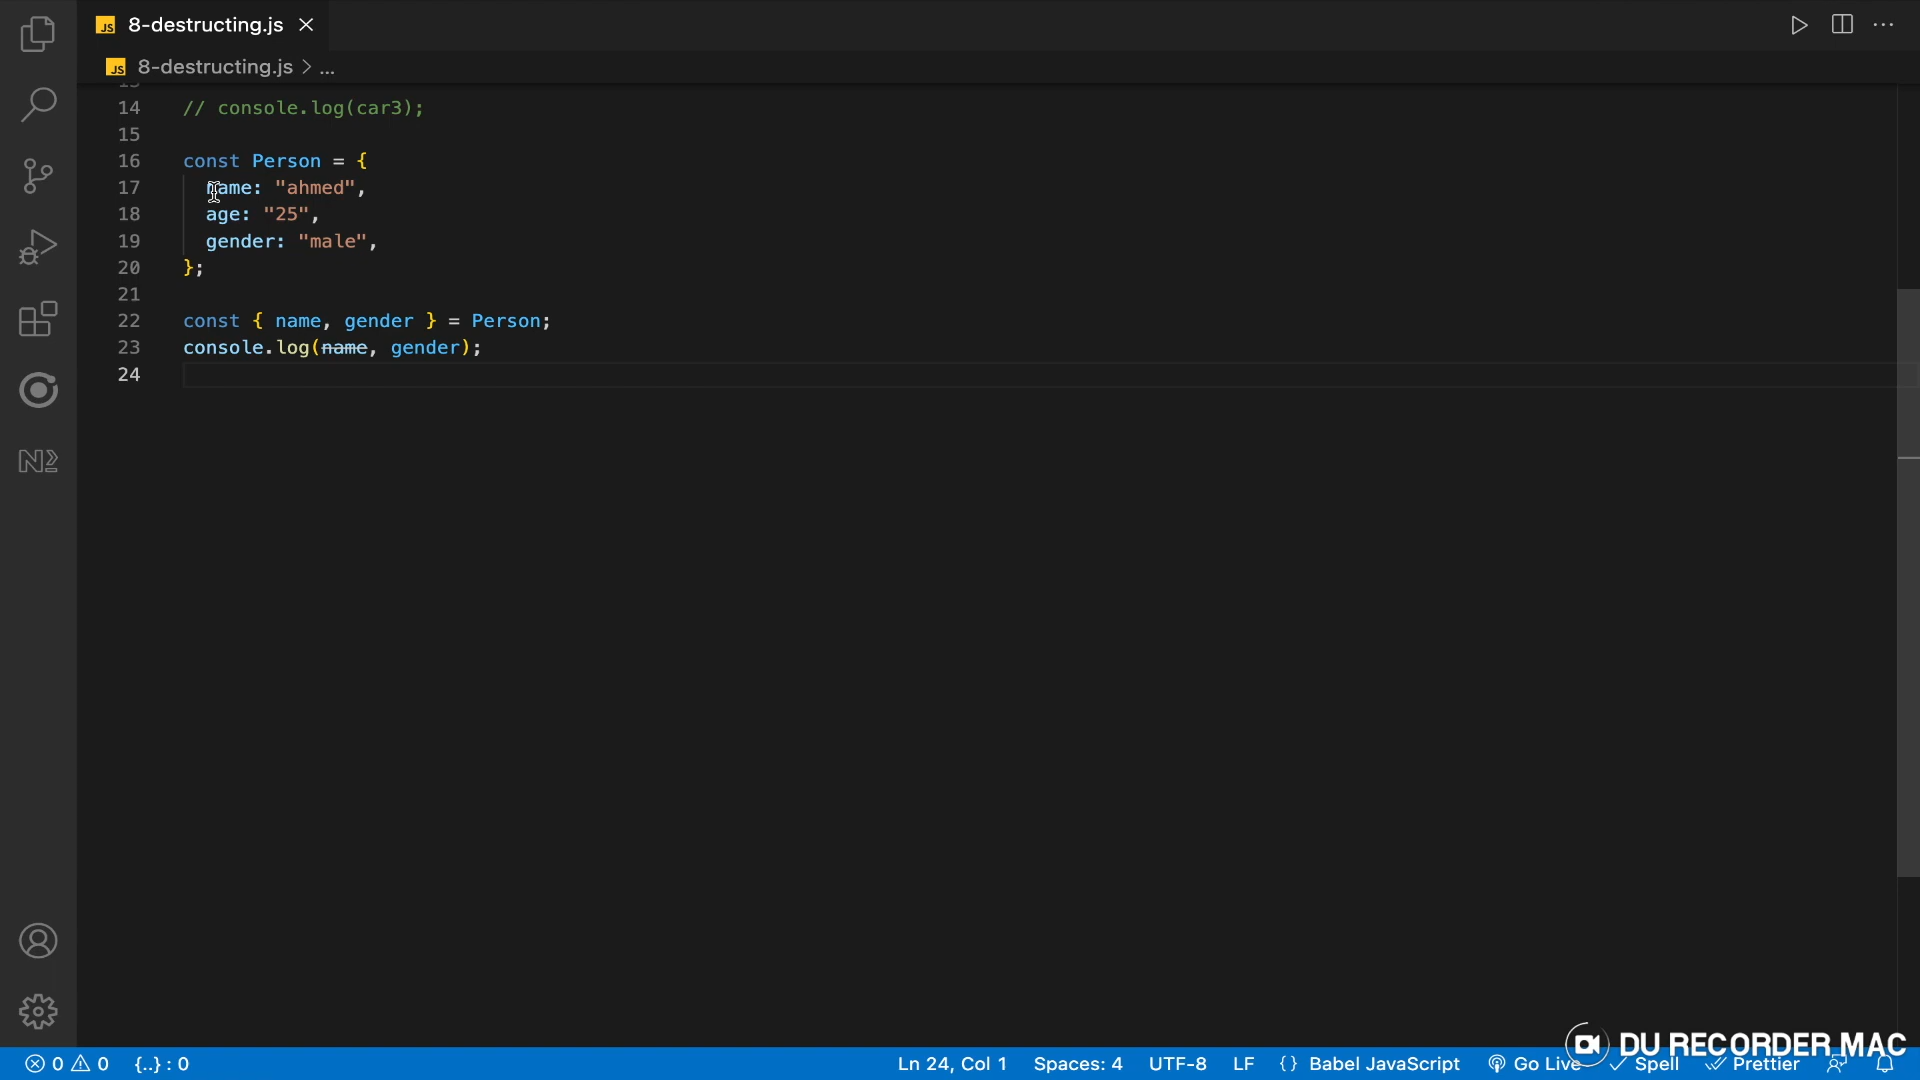 JS 8-destructing.js
JS 8-destructing.js > ...
14 // console.log(car3);
15
16 const Person = {
17 name: "ahmed",
18 age: "25",
19 gender: "male",
20 };
21
22 const { name, gender } = Person;
23 console.log(name, gender);
24
0 0 {..} : 0 Ln 24, Col 1 Spaces: 4 UTF-8 LF {} Babel JavaScript Go Live Spell Prettier
DU RECORDER MAC